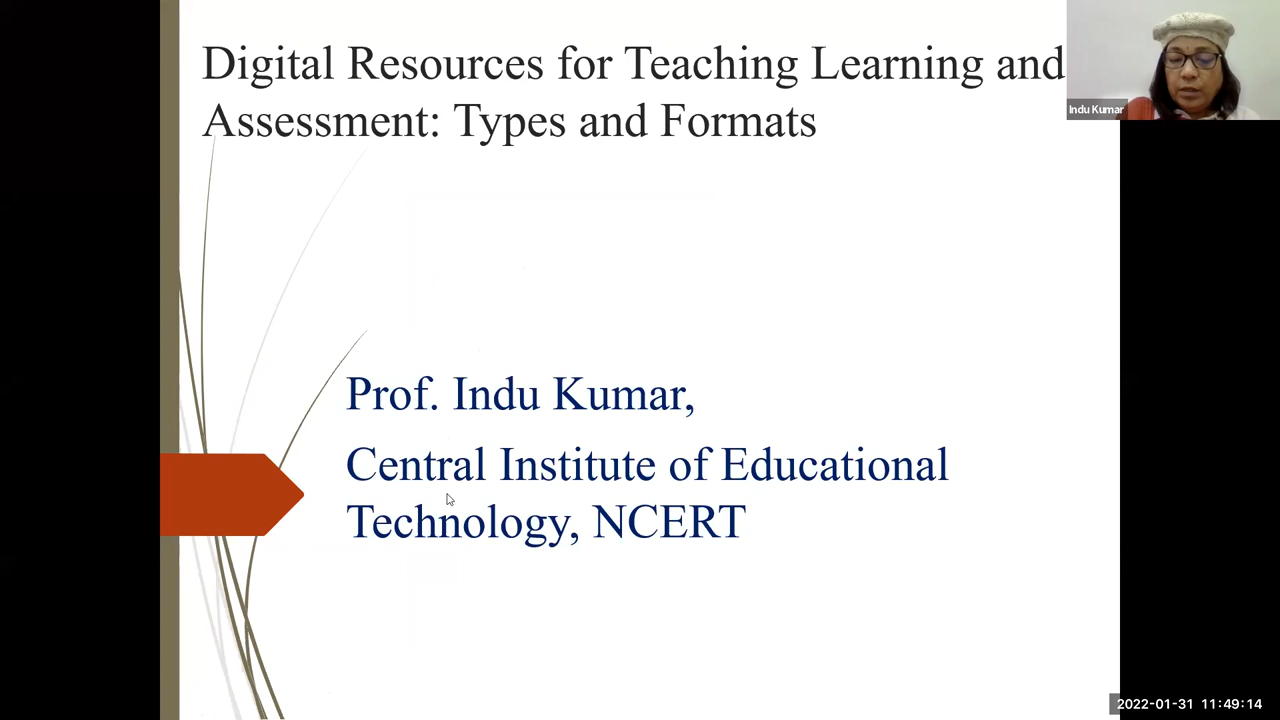 Digital Resources for Teaching Learning and
Assessment: Types and Formats
Indu Kumar
Prof. Indu Kumar,
Central Institute of Educational
Technology, NCERT
2022-01-31 11:49:14